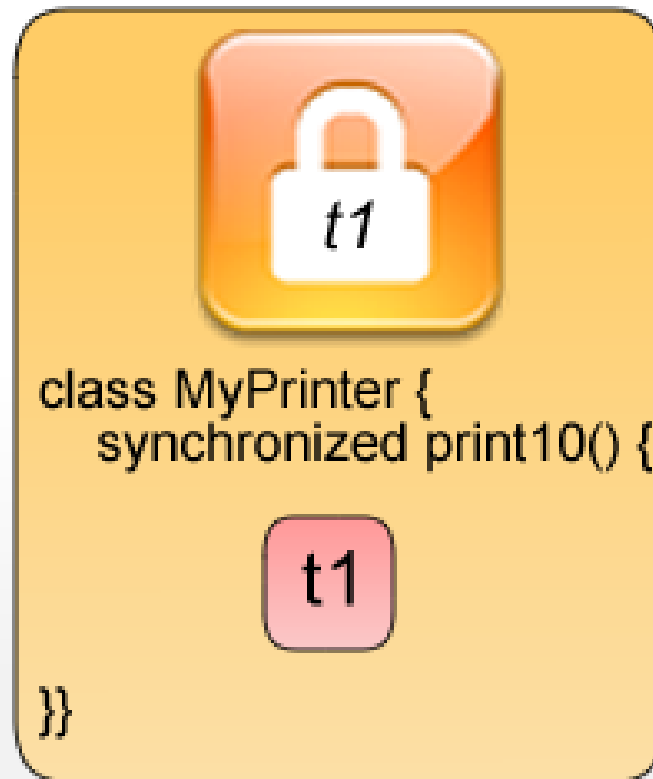 t1
class MyPrinter {
synchronized print10() {
t1
}}